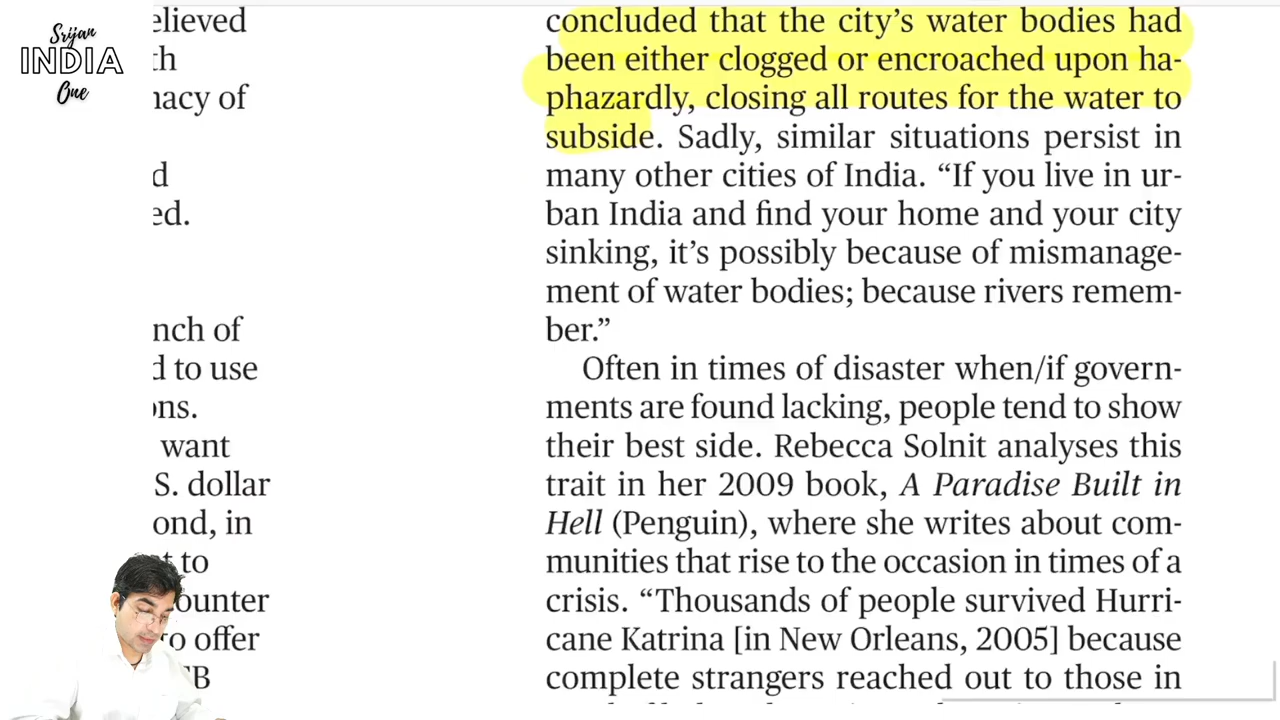 Srijan
INDIA
One
elieved
th
nacy of
d
ed.
nch of
d to use
ons.
want
S. dollar
ond, in
to
ounter
to offer
B
concluded that the city’s water bodies had
been either clogged or encroached upon ha-
phazardly, closing all routes for the water to
subside. Sadly, similar situations persist in
many other cities of India. “If you live in ur-
ban India and find your home and your city
sinking, it’s possibly because of mismanage-
ment of water bodies; because rivers remem-
ber.”
Often in times of disaster when/if govern-
ments are found lacking, people tend to show
their best side. Rebecca Solnit analyses this
trait in her 2009 book, A Paradise Built in
Hell (Penguin), where she writes about com-
munities that rise to the occasion in times of a
crisis. “Thousands of people survived Hurri-
cane Katrina [in New Orleans, 2005] because
complete strangers reached out to those in